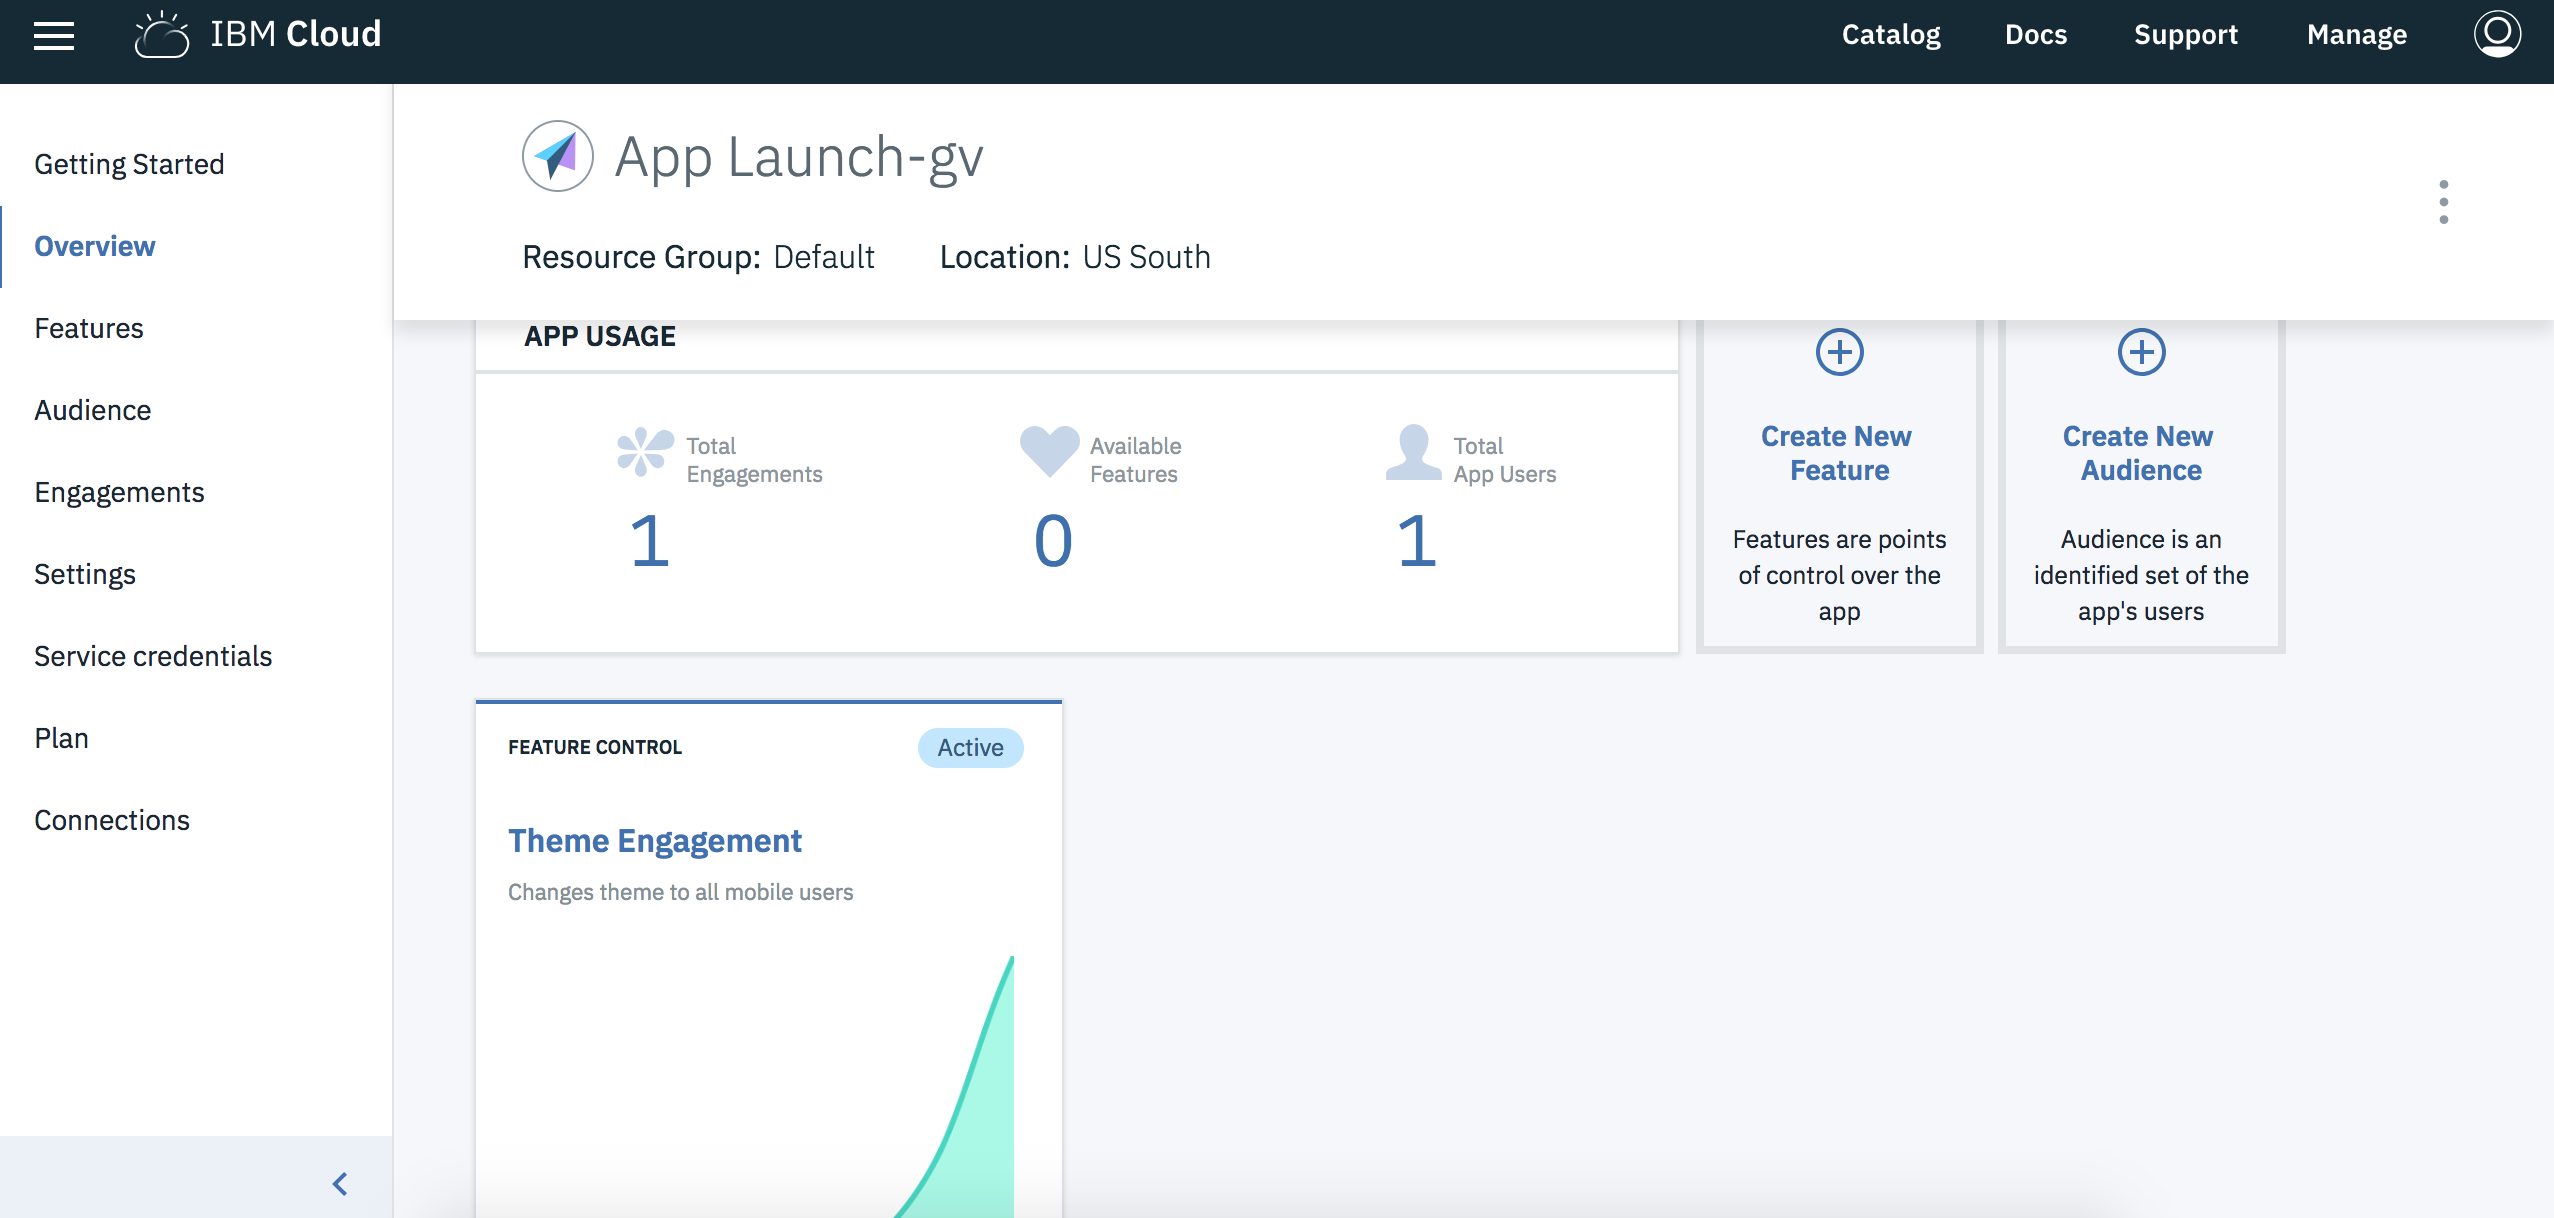 IBM Cloud
Catalog
Docs
Support
Manage
Getting Started
Overview
Features
Audience
Engagements
Settings
Service credentials
Plan
Connections
App Launch-gv
Resource Group: Default
Location: US South
APP USAGE
Total
Engagements
1
Available
Features
0
Total
App Users
1
Create New
Feature
Features are points
of control over the
app
Create New
Audience
Audience is an
identified set of the
app's users
FEATURE CONTROL
Active
Theme Engagement
Changes theme to all mobile users